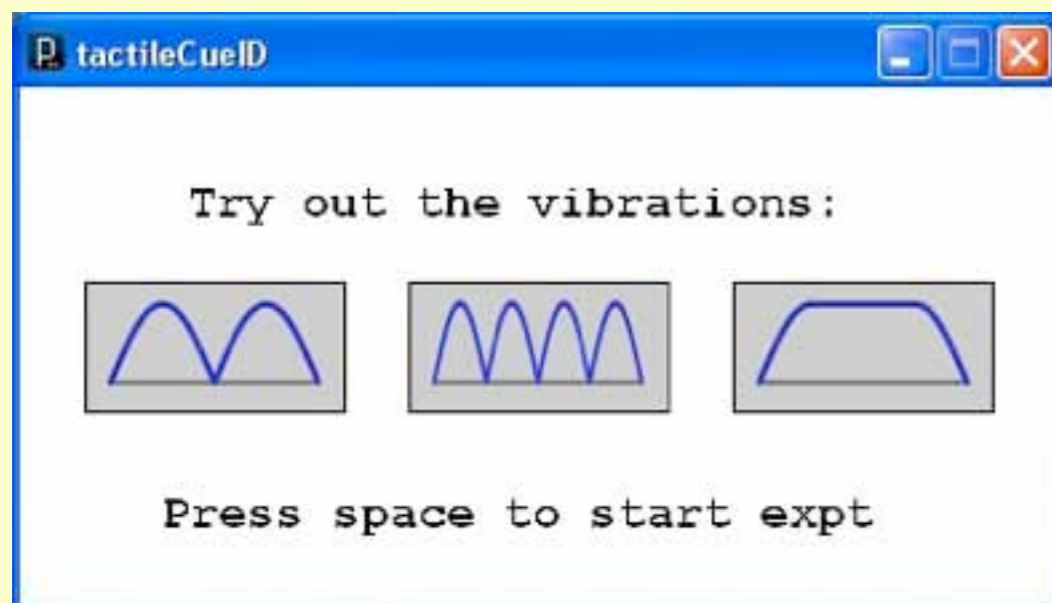 tactileCueID
Try out the vibrations:
Press space to start expt